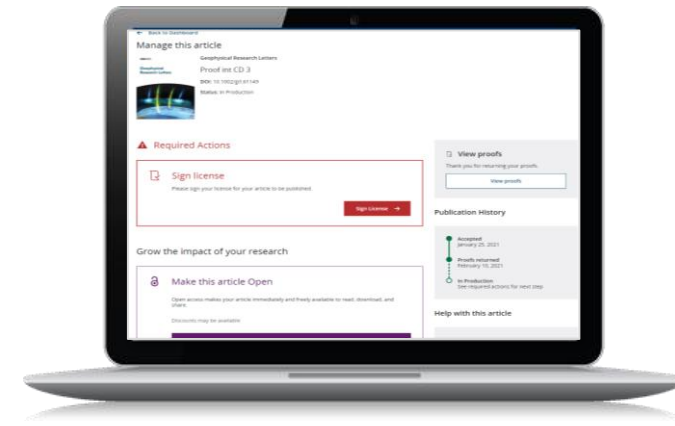 ← Back to Dashboard
Manage this article
Geophysical Research Letters
Geophysical
Research Letters
Proof int CD 3
DOI:
Status: In Production
Required Actions
Sign license
Please sign your license for your article to be published.
Sign License →
Grow the impact of your research
Make this article Open
Open access makes your article immediately and freely available to read, download, and
share.
Discounts may be available
View proofs
Thank you for returning your proofs.
View proofs
Publication History
Accepted
January 25, 2021
Proofs returned
February 10, 2021
In Production
See required actions for next step
Help with this article